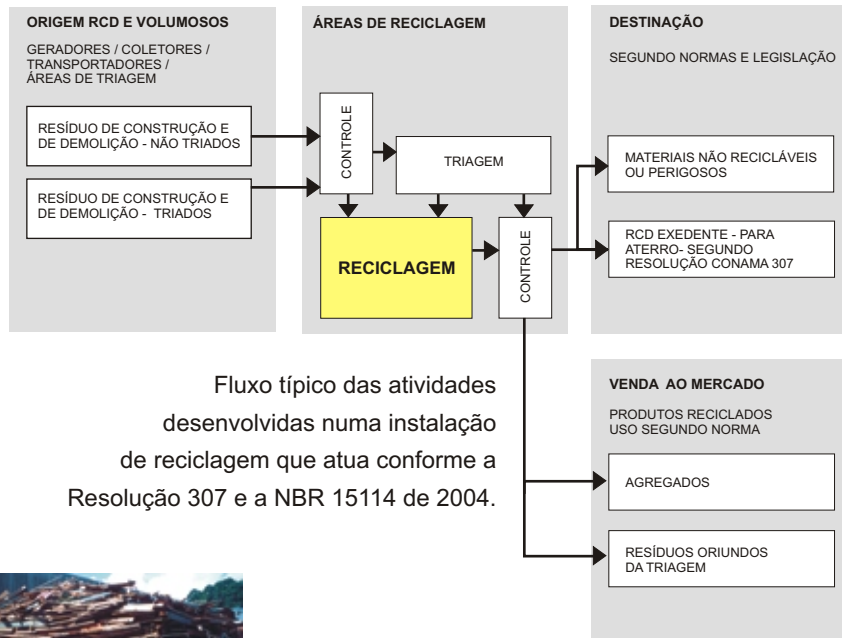 ORIGEM RCD E VOLUMOSOS
GERADORES / COLETORES /
TRANSPORTADORES /
ÁREAS DE TRIAGEM
RESÍDUO DE CONSTRUÇÃO E
DE DEMOLIÇÃO - NÃO TRIADOS
RESÍDUO DE CONSTRUÇÃO E
DE DEMOLIÇÃO - TRIADOS
ÁREAS DE RECICLAGEM
CONTROLE
TRIAGEM
RECICLAGEM
CONTROLE
DESTINAÇÃO
SEGUNDO NORMAS E LEGISLAÇÃO
MATERIAIS NÃO RECICLÁVEIS
OU PERIGOSOS
RCD EXEDENTE - PARA
ATERRO- SEGUNDO
RESOLUÇÃO CONAMA 307
Fluxo típico das atividades
desenvolvidas numa instalação
de reciclagem que atua conforme a
Resolução 307 e a NBR 15114 de 2004.
VENDA AO MERCADO
PRODUTOS RECICLADOS
USO SEGUNDO NORMA
AGREGADOS
RESÍDUOS ORIUNDOS
DA TRIAGEM